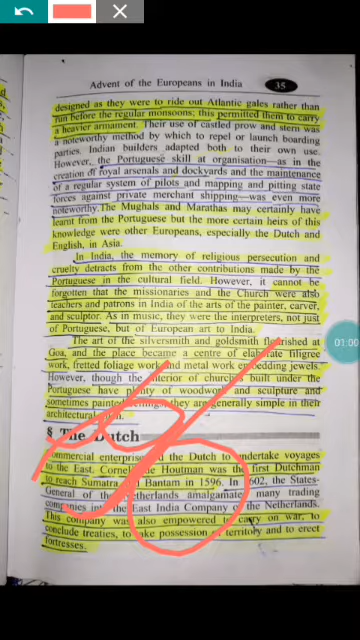 Advent of the Europeans in India 35
designed as they were to ride out Atlantic gales rather than
run before the regular monsoons; this permitted them to carry
a heavier armament. Their use of castled prow and stern was
a noteworthy method by which to repel or launch boarding
parties. Indian builders adapted both to their own use.
However, the Portuguese skill at organisation—as in the
creation of royal arsenals and dockyards and the maintenance
of a regular system of pilots and mapping and pitting state
forces against private merchant shipping—was even more
noteworthy. The Mughals and Marathas may certainly have
learnt from the Portuguese but the more certain heirs of this
knowledge were other Europeans, especially the Dutch and
English, in Asia.
In India, the memory of religious persecution and
cruelty detracts from the other contributions made by the
Portuguese in the cultural field. However, it cannot be
forgotten that the missionaries and the Church were also
teachers and patrons in India of the arts of the painter, carver,
and sculptor. As in music, they were the interpreters, not just
of Portuguese, but of European art to India.
The art of the silversmith and goldsmith flourished at
Goa, and the place became a centre of elaborate filigree
work, fretted foliage work and metal work embedding jewels.
However, though the interior of churches built under the
Portuguese have plenty of woodwork and sculpture and
sometimes painted they are generally simple in their
architectural
§ The Dutch
ommercial enterprise the Dutch to undertake voyages
to the East. Cornel Houtman was the first Dutchman
to reach Sumatra Bantam in 1596. In 602, the States-
General of the etherlands amalgamate many trading
companies into the East India Company of the Netherlands.
This company was also empowered to carry on war, to
conclude treaties, to take possession of territory and to erect
fortresses.
01:00